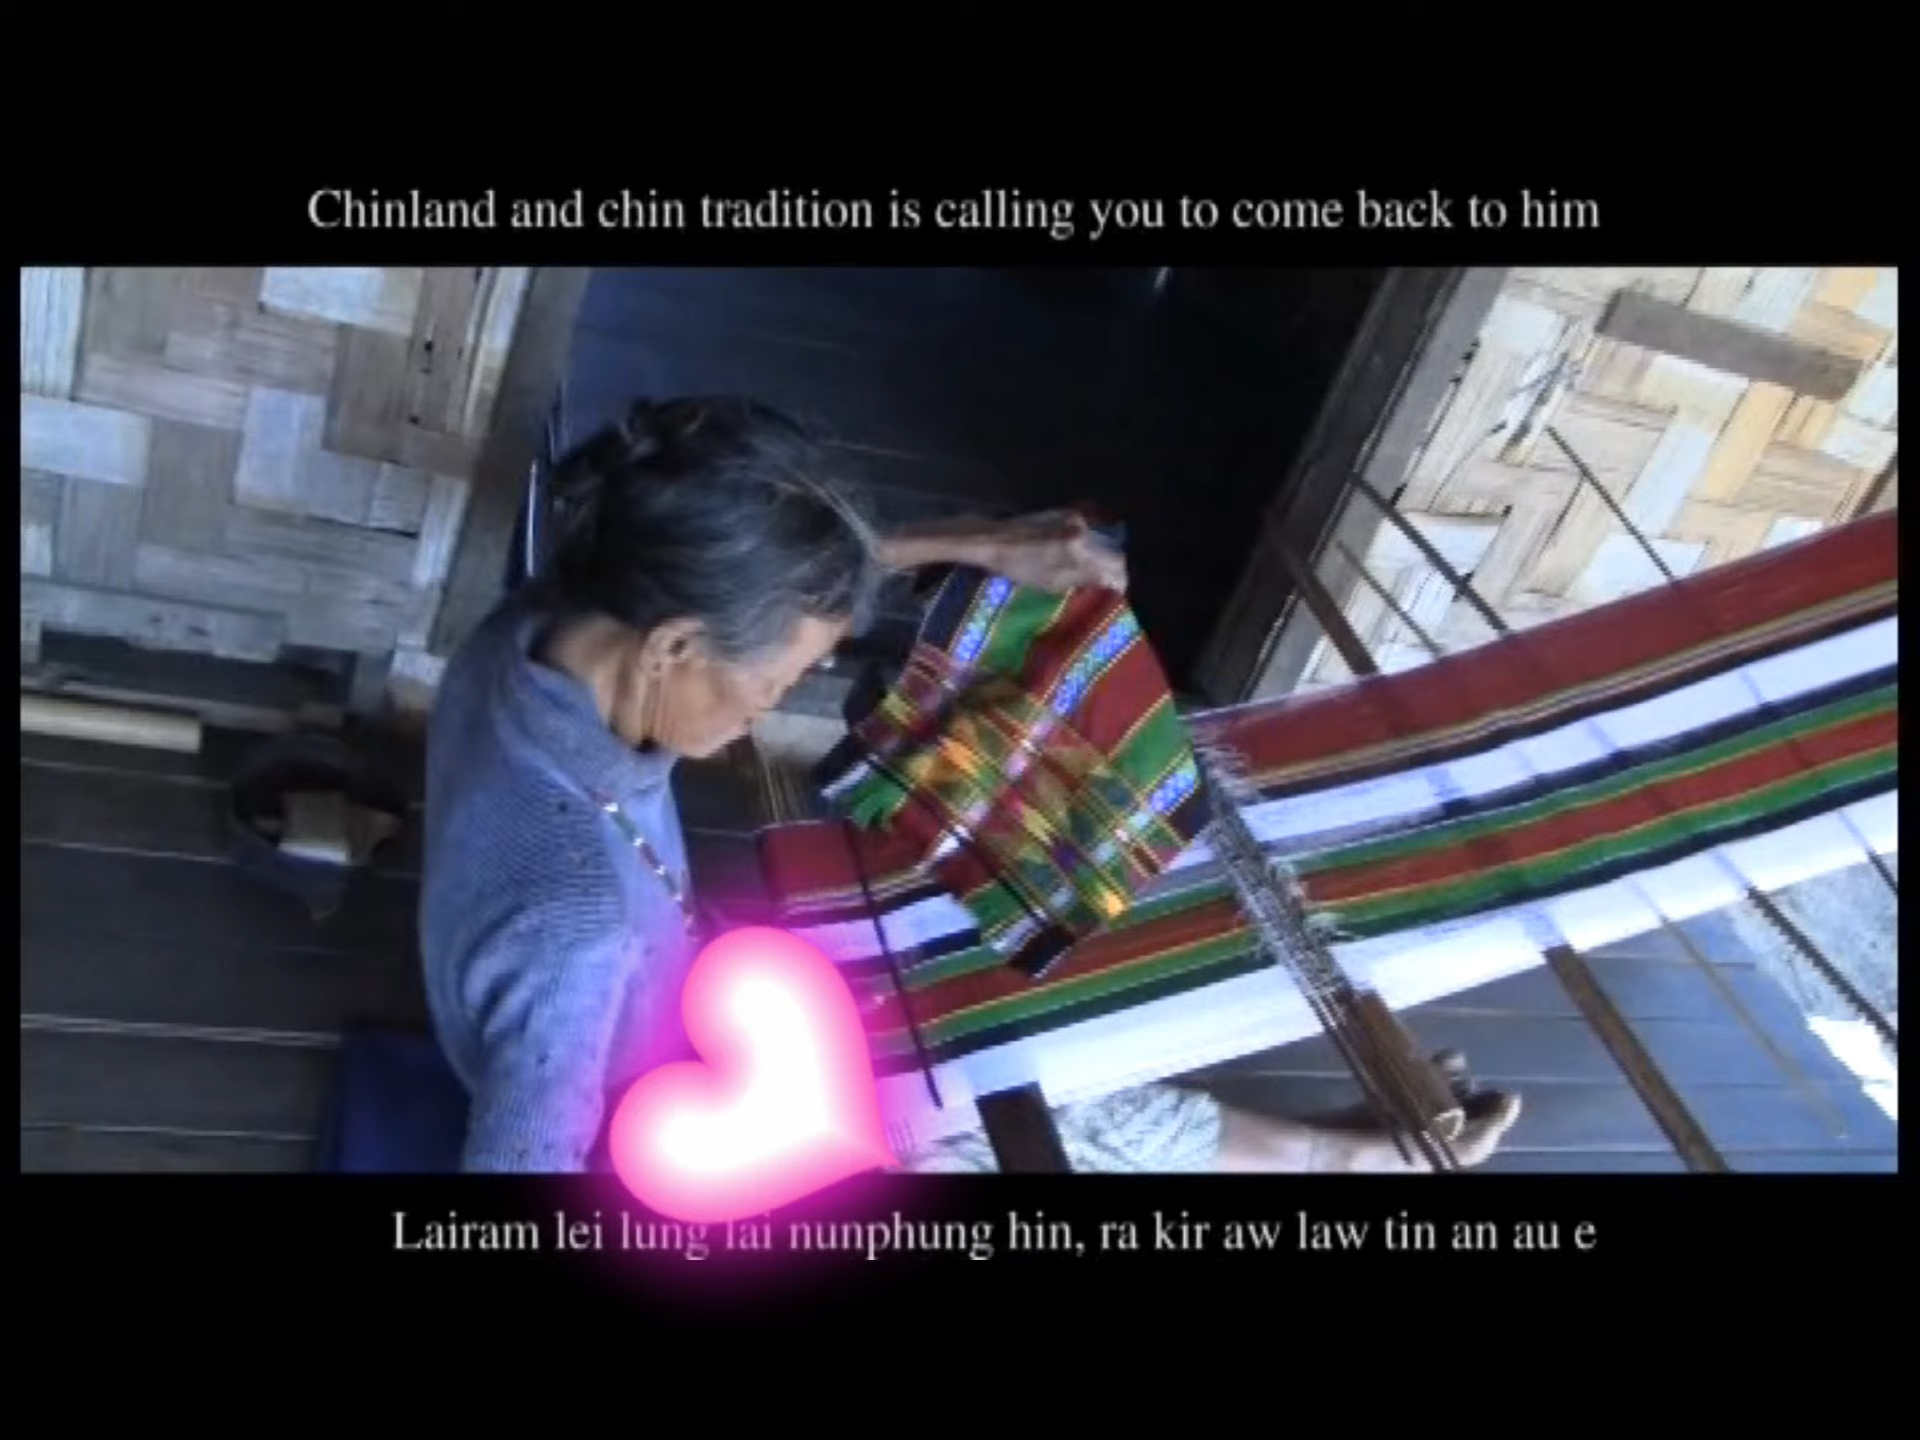 Chinland and chin tradition is calling you to come back to him
Lairam lei lung lai nunphung hin, ra kir aw law tin an au e